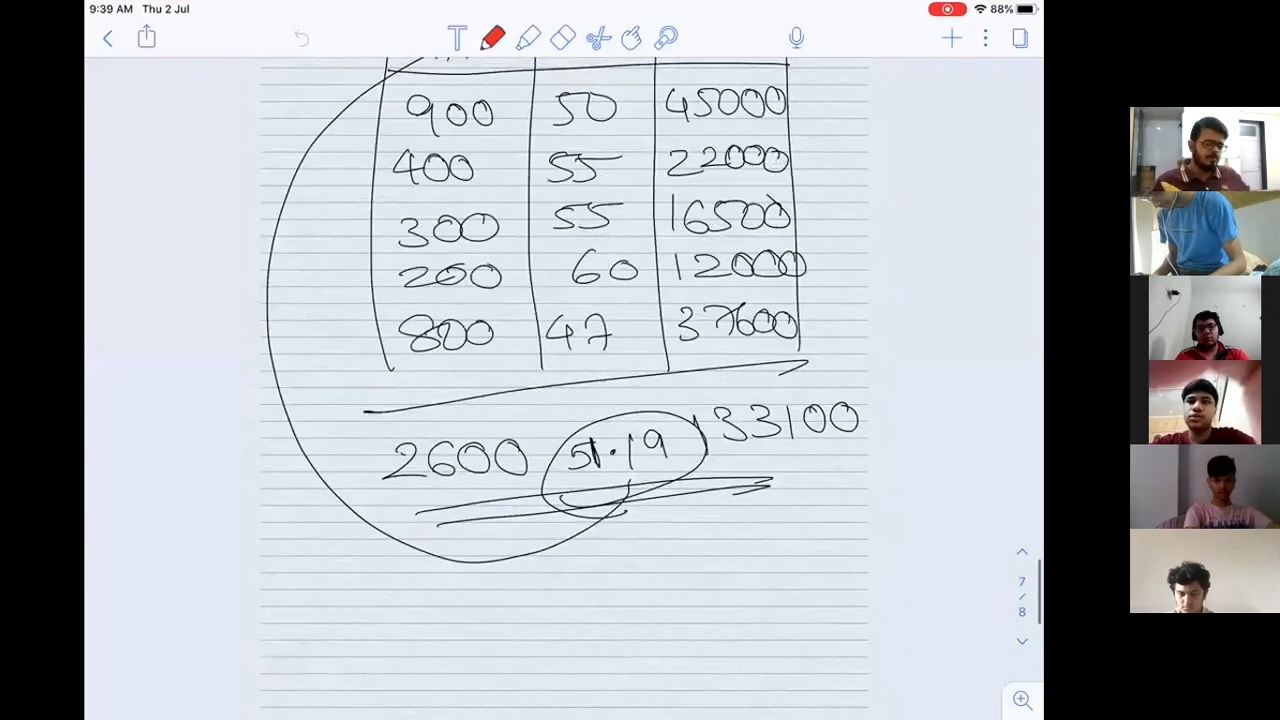 9:39 AM Thu 2 Jul 88%
T
900 50 45000
400 55 22000
300 55 16500
200 60 12000
800 47 37600
2600 51.19 133100
7
/
8